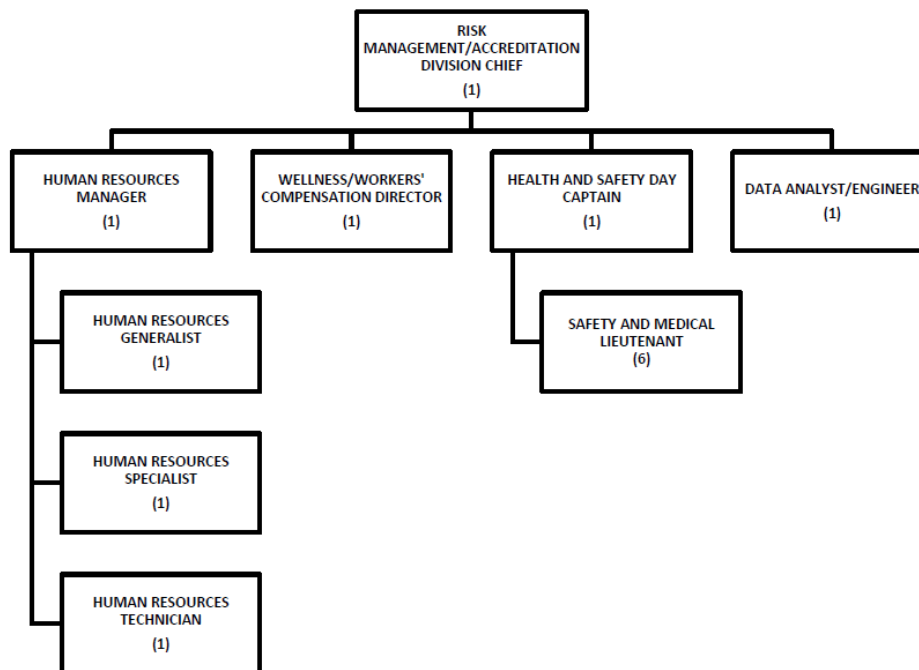 RISK
MANAGEMENT/ACCREDITATION
DIVISION CHIEF
(1)
HUMAN RESOURCES
MANAGER
(1)
WELLNESS/WORKERS'
COMPENSATION DIRECTOR
(1)
HEALTH AND SAFETY DAY
CAPTAIN
(1)
DATA ANALYST/ENGINEER
(1)
HUMAN RESOURCES
GENERALIST
(1)
SAFETY AND MEDICAL
LIEUTENANT
(6)
HUMAN RESOURCES
SPECIALIST
(1)
HUMAN RESOURCES
TECHNICIAN
(1)